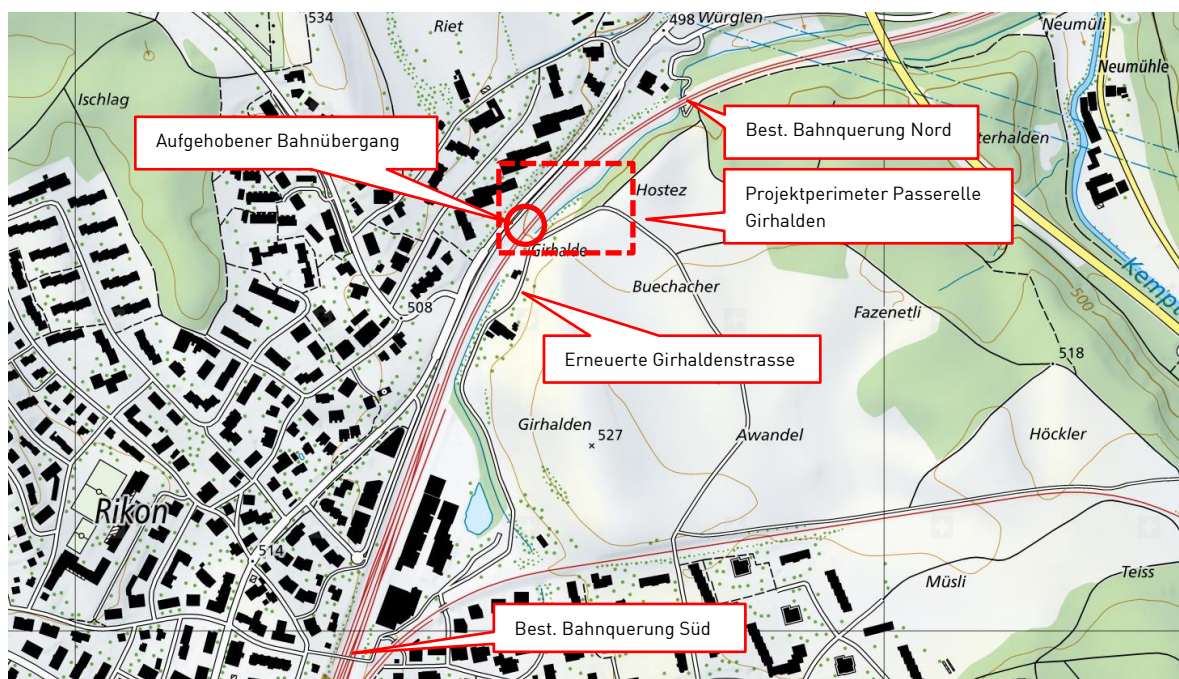 534
Riet
498
Würglen
Neumüli
Neumühle
Ischlag
Aufgehobener Bahnübergang
Best. Bahnquerung Nord
terhalden
Hostez
Projektperimeter Passerelle
Girhalden
Girhalde
Buechacher
508
Fazenetli
Kempt
500
518
Erneuerte Girhaldenstrasse
Girhalden
527
Awandel
Höckler
Rikon
514
Müsli
Teiss
Best. Bahnquerung Süd